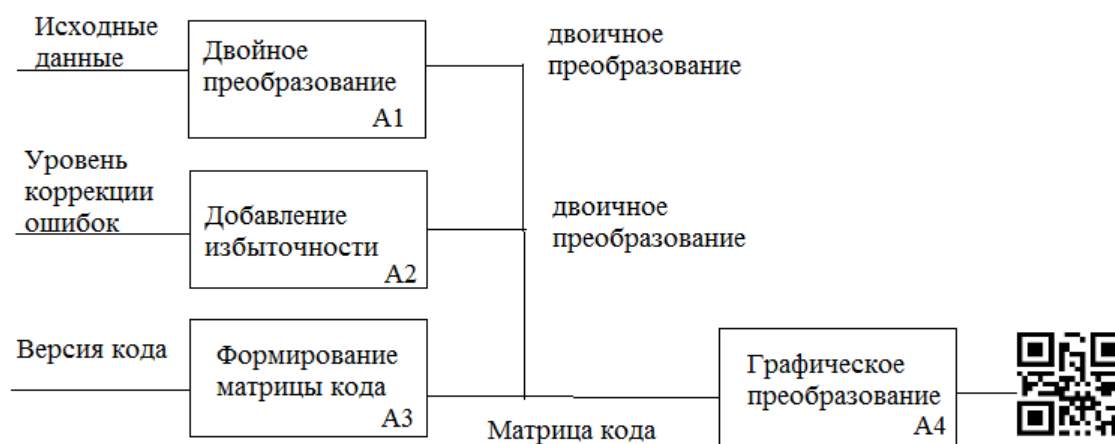 Исходные
данные
Двойное
преобразование
A1
двоичное
преобразование
Уровень
коррекции
ошибок
Добавление
избыточности
A2
двоичное
преобразование
Версия кода
Формирование
матрицы кода
A3
Матрица кода
Графическое
преобразование
A4